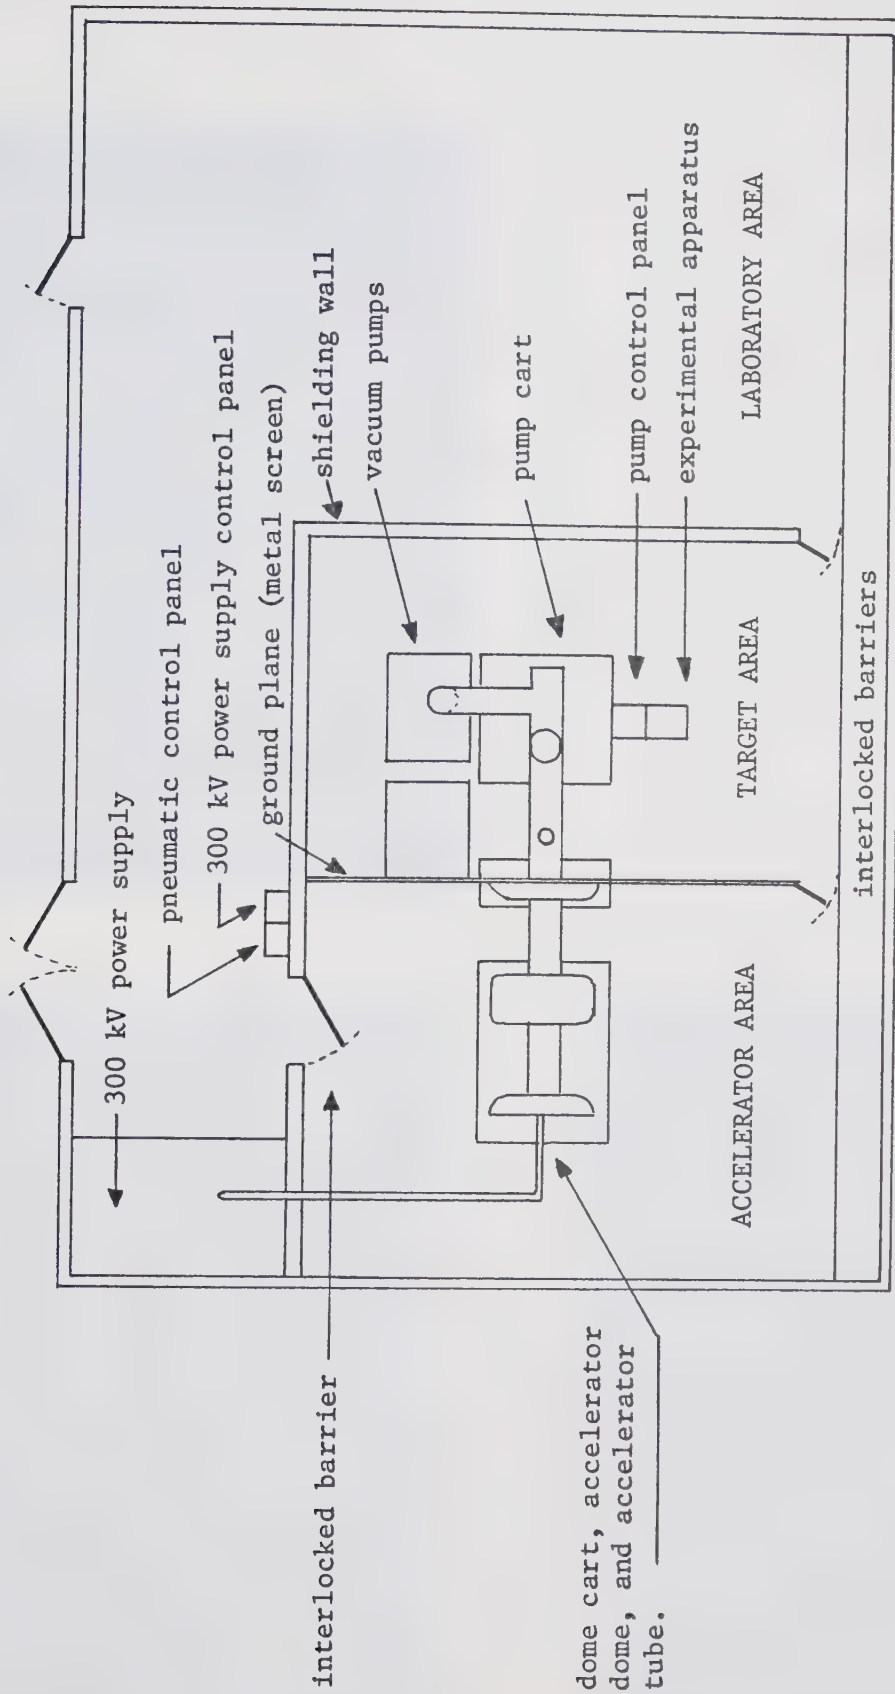 300 kV power supply
pneumatic control panel
300 kV power supply control panel
ground plane (metal screen)
shielding wall
vacuum pumps
interlocked barrier
pump cart
pump control panel
experimental apparatus
dome cart, accelerator
dome, and accelerator
tube.
ACCELERATOR AREA
TARGET AREA
LABORATORY AREA
interlocked barriers